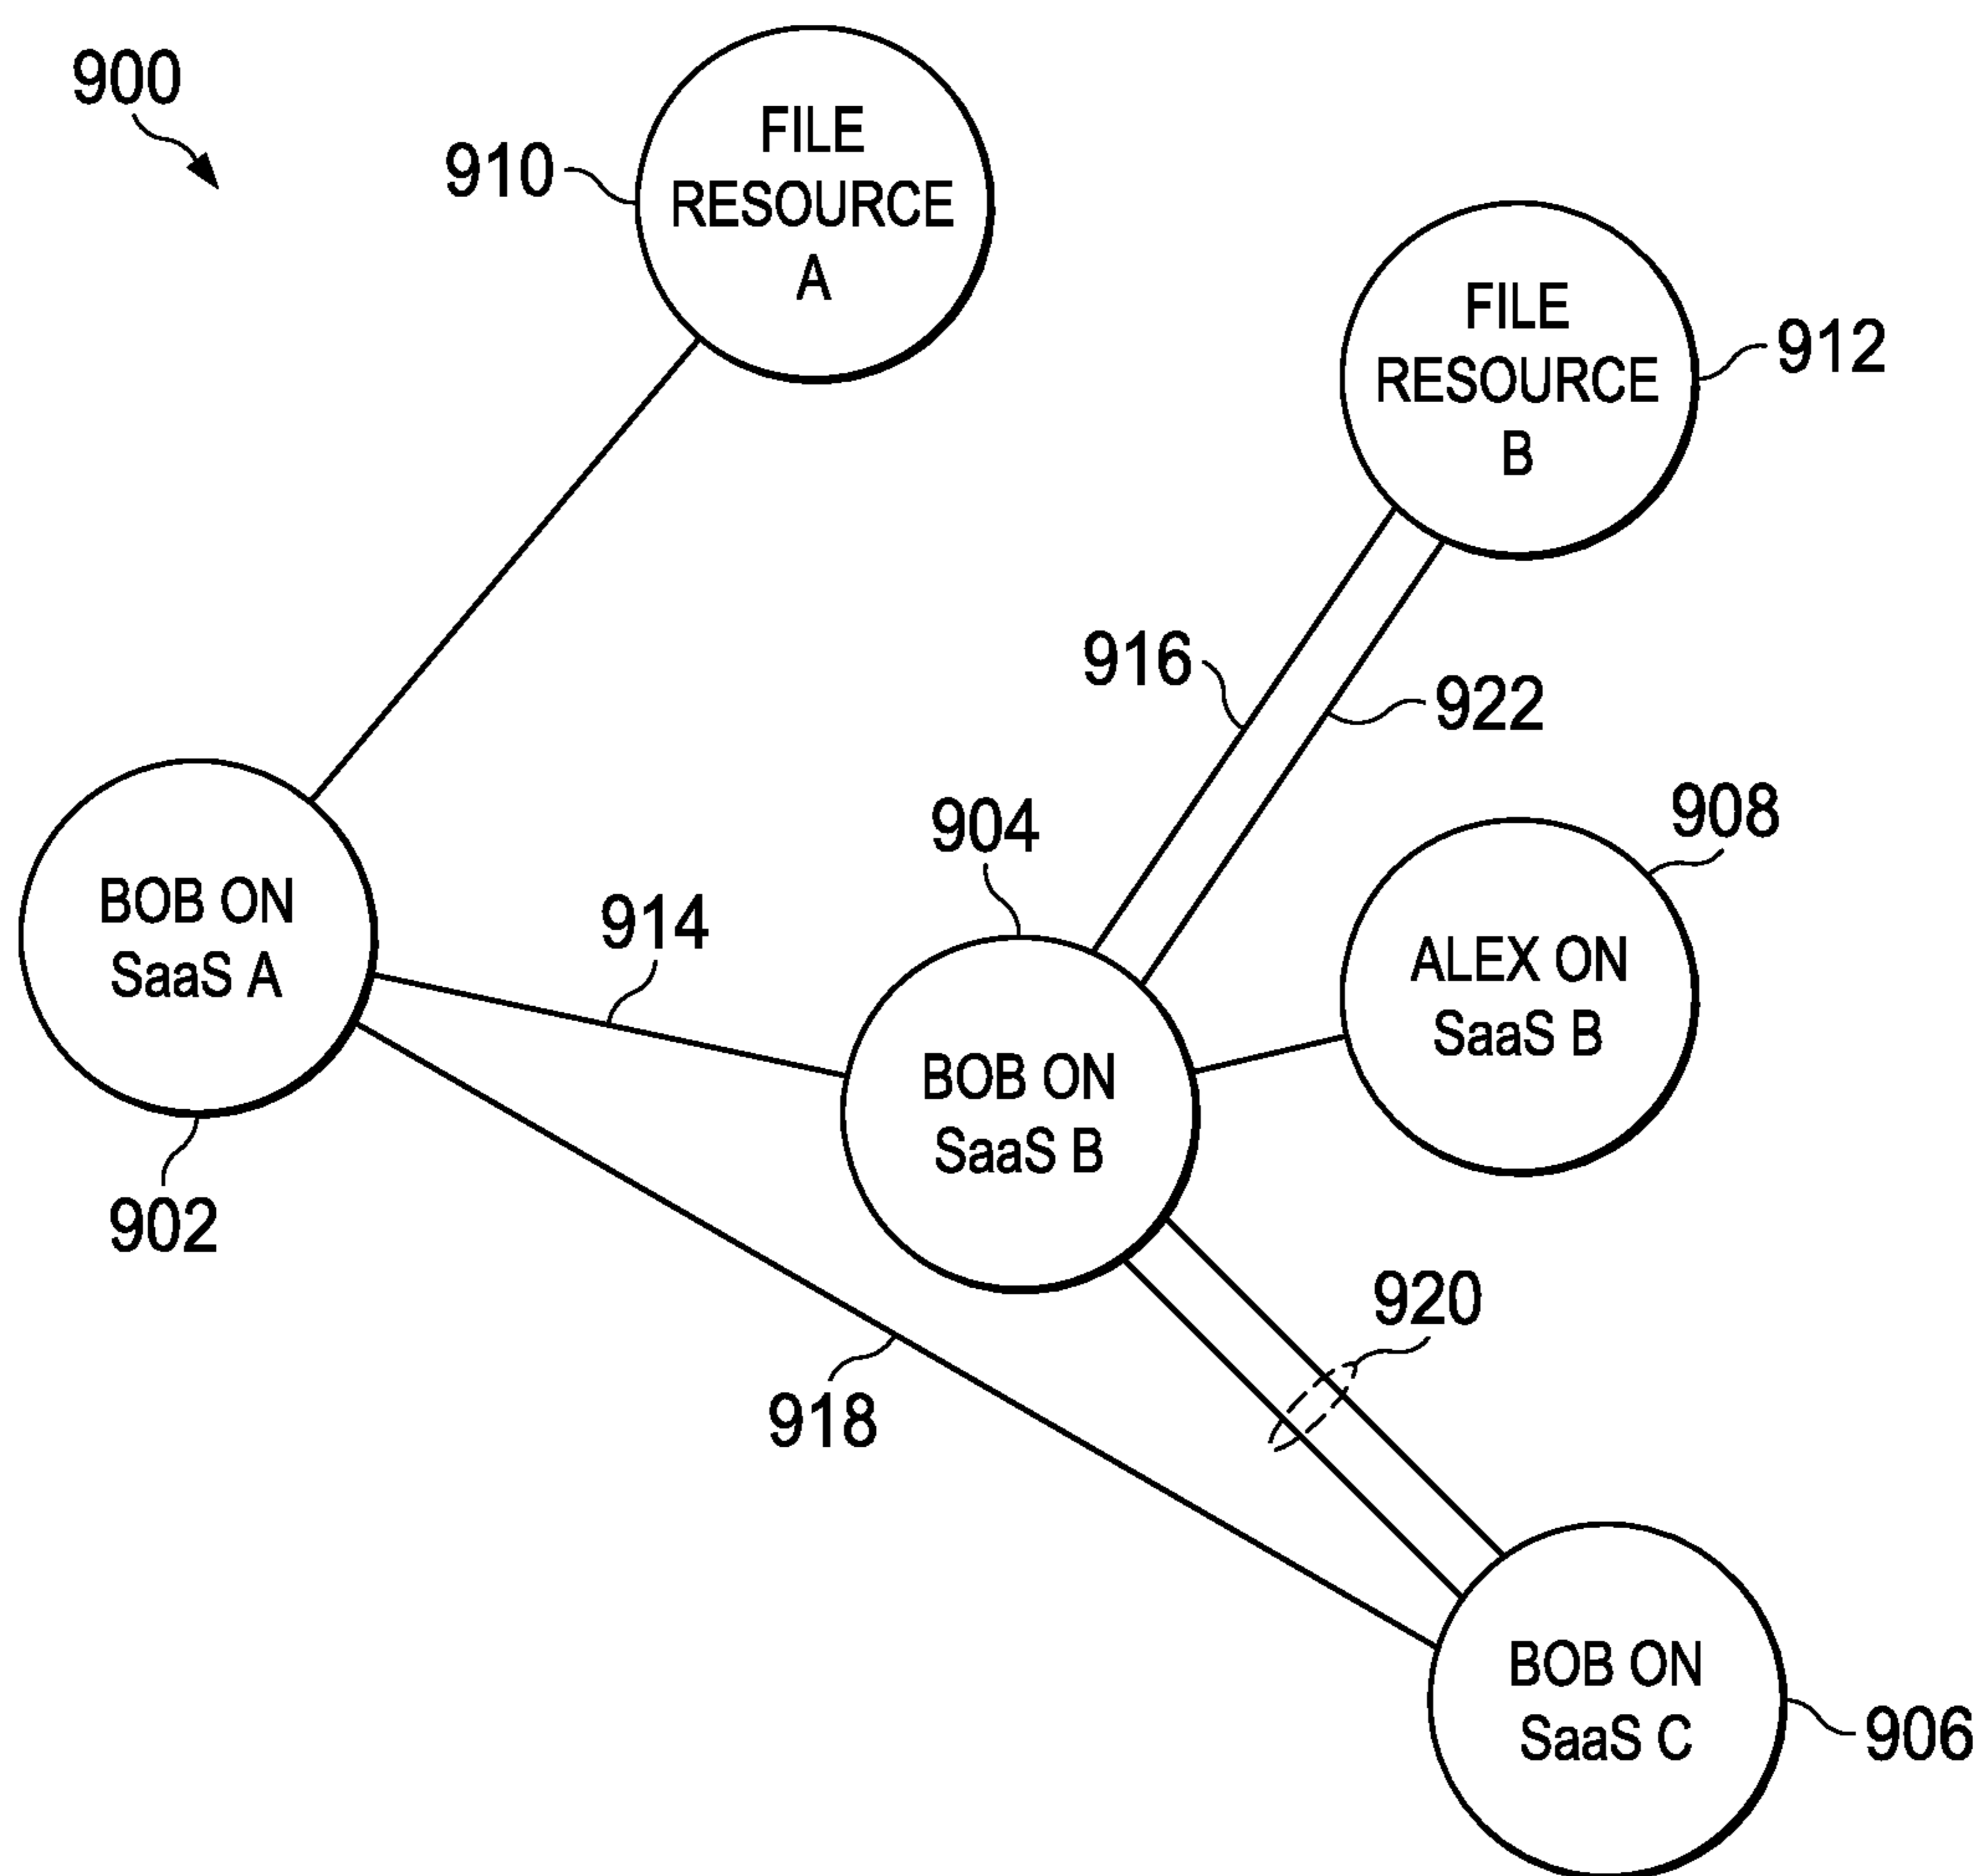 900
910
FILE
RESOURCE
A
FILE
RESOURCE
B
912
916
922
904
908
BOB ON
SaaS A
914
ALEX ON
SaaS B
BOB ON
SaaS B
902
920
918
BOB ON
SaaS C
906